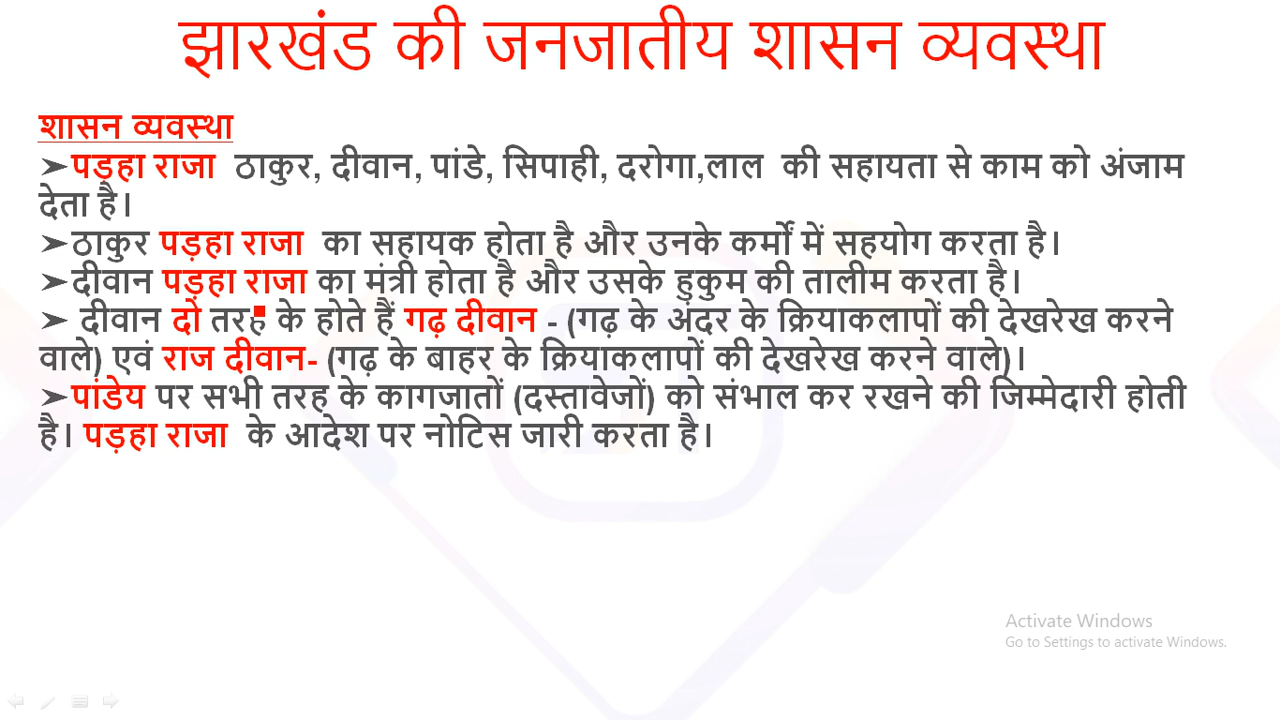 झारखंड की जनजातीय शासन व्यवस्था
शासन व्यवस्था
➢पड़हा राजा ठाकुर, दीवान, पांडे, सिपाही, दरोगा,लाल की सहायता से काम को अंजाम
देता है।
➢ठाकुर पड़हा राजा का सहायक होता है और उनके कर्मों में सहयोग करता है।
➢दीवान पड़हा राजा का मंत्री होता है और उसके हुकुम की तालीम करता है।
➢ दीवान दो तरह के होते हैं गढ़ दीवान - (गढ़ के अंदर के क्रियाकलापों की देखरेख करने
वाले) एवं राज दीवान- (गढ़ के बाहर के क्रियाकलापों की देखरेख करने वाले)।
➢पांडेय पर सभी तरह के कागजातों (दस्तावेजों) को संभाल कर रखने की जिम्मेदारी होती
है। पड़हा राजा के आदेश पर नोटिस जारी करता है।
Activate Windows
Go to Settings to activate Windows.